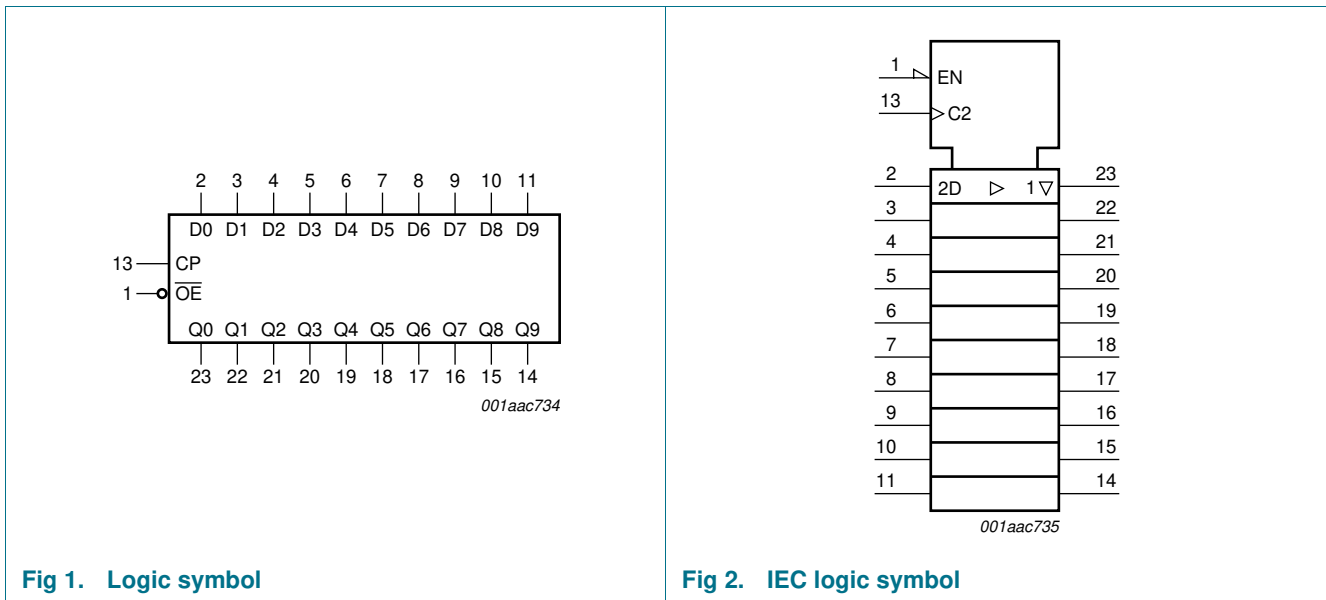 2 3 4 5 6 7 8 9 10 11
D0 D1 D2 D3 D4 D5 D6 D7 D8 D9
13 CP
1 OE
Q0 Q1 Q2 Q3 Q4 Q5 Q6 Q7 Q8 Q9
23 22 21 20 19 18 17 16 15 14
001aac734
Fig 1. Logic symbol
1 EN
13 C2
2 2D 1 23
3 22
4 21
5 20
6 19
7 18
8 17
9 16
10 15
11 14
001aac735
Fig 2. IEC logic symbol